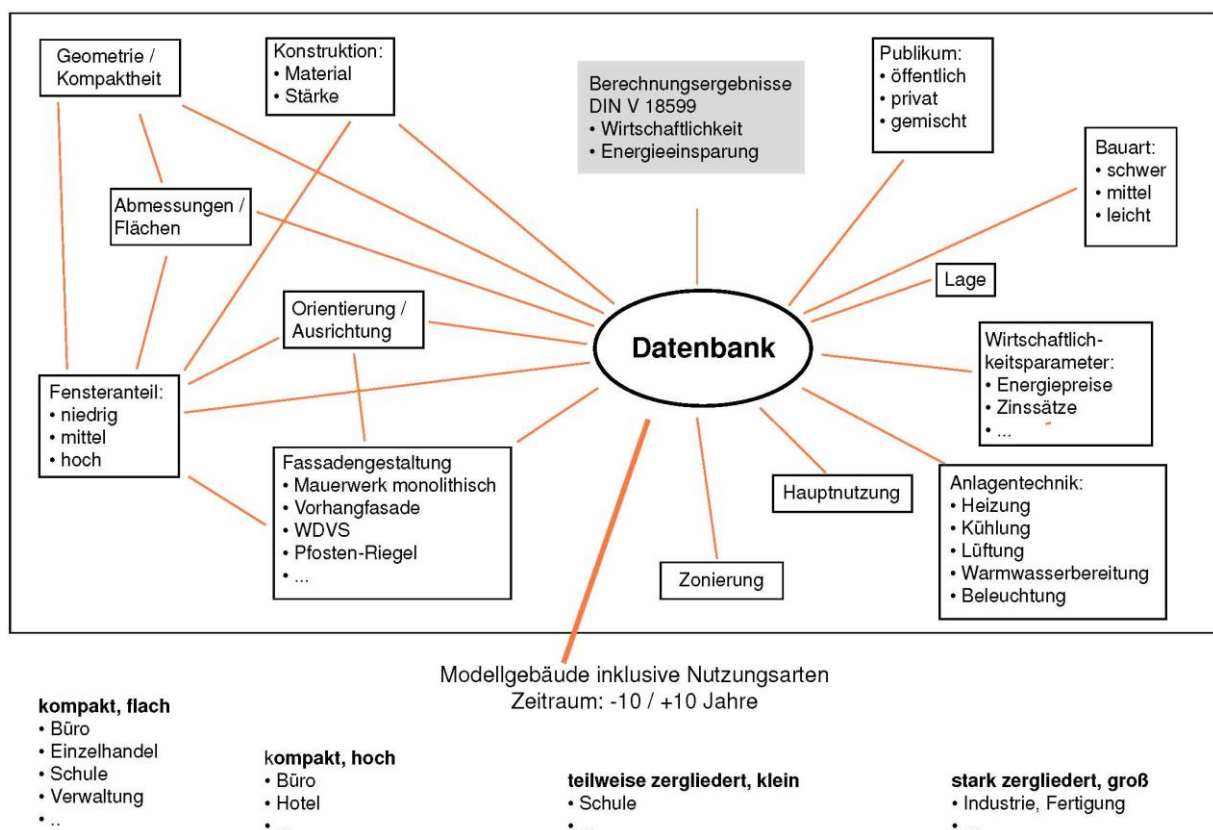 Geometrie /
Kompaktheit
Konstruktion:
• Material
• Stärke
Berechnungsergebnisse
DIN V 18599
• Wirtschaftlichkeit
• Energieeinsparung
Publikum:
• öffentlich
• privat
• gemischt
Bauart:
• schwer
• mittel
• leicht
Abmessungen /
Flächen
Lage
Orientierung /
Ausrichtung
Datenbank
Wirtschaftlich-
keitsparameter:
• Energiepreise
• Zinssätze
• ...
Fensteranteil:
• niedrig
• mittel
• hoch
Fassadengestaltung
• Mauerwerk monolithisch
• Vorhangfasade
• WDVS
• Pfosten-Riegel
• ...
Hauptnutzung
Anlagentechnik:
• Heizung
• Kühlung
• Lüftung
• Warmwasserbereitung
• Beleuchtung
Zonierung
Modellgebäude inklusive Nutzungsarten
Zeitraum: -10 / +10 Jahre
kompakt, flach
• Büro
• Einzelhandel
• Schule
• Verwaltung
• ..
kompakt, hoch
• Büro
• Hotel
• ...
teilweise zergliedert, klein
• Schule
• ...
stark zergliedert, groß
• Industrie, Fertigung
• ...